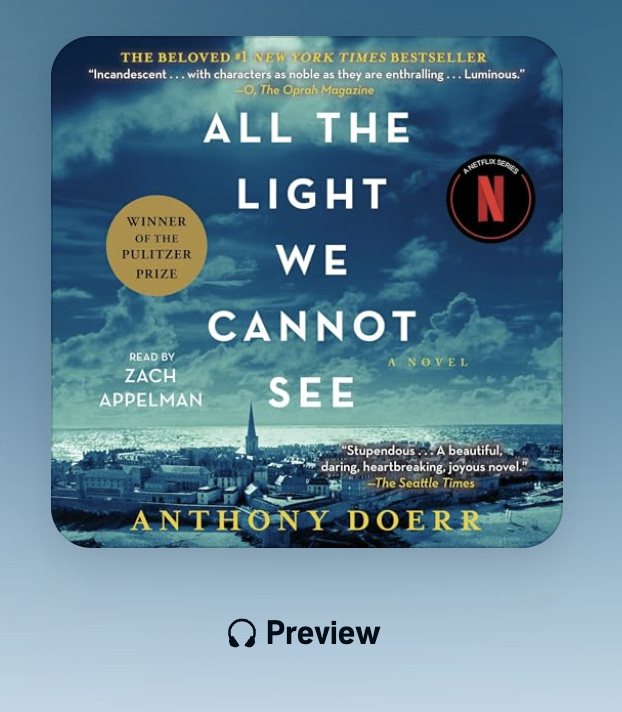 THE BELOVED #1 NEW YORK TIMES BESTSELLER
“Incandescent . . . with characters as noble as they are enthralling . . . Luminous.”
—O, The Oprah Magazine
ALL THE
LIGHT
WE
CANNOT
SEE
A NOVEL
A NETFLIX SERIES
N
WINNER
OF THE
PULITZER
PRIZE
READ BY
ZACH
APPELMAN
“Stupendous . . . A beautiful,
daring, heartbreaking, joyous novel.”
—The Seattle Times
ANTHONY DOERR
Preview